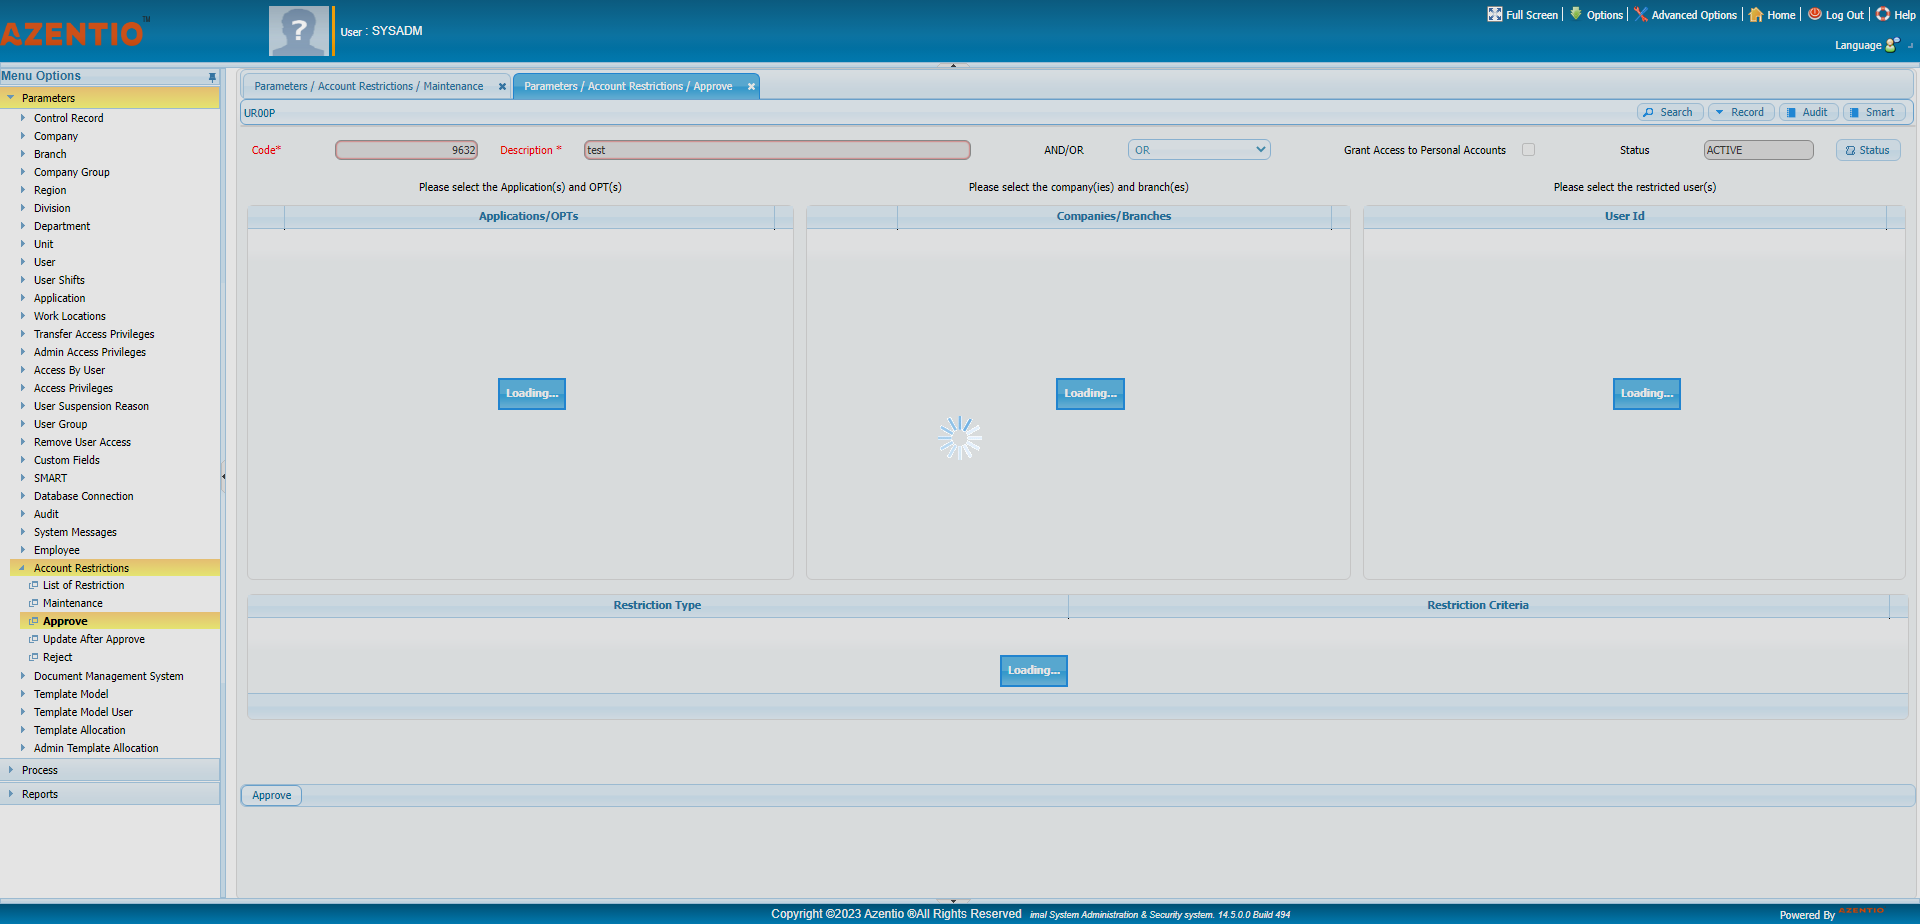 AZENTIO™
User : SYSADM
Full Screen
Options
Advanced Options
Home
Log Out
Help
Language
Menu Options
Parameters
Control Record
Company
Branch
Company Group
Region
Division
Department
Unit
User
User Shifts
Application
Work Locations
Transfer Access Privileges
Admin Access Privileges
Access By User
Access Privileges
User Suspension Reason
User Group
Remove User Access
Custom Fields
SMART
Database Connection
Audit
System Messages
Employee
Account Restrictions
List of Restriction
Maintenance
Approve
Update After Approve
Reject
Document Management System
Template Model
Template Model User
Template Allocation
Admin Template Allocation
Process
Reports
Parameters / Account Restrictions / Maintenance
Parameters / Account Restrictions / Approve
UR00P
Search
Record
Audit
Smart
Code* 9632
Description * test
AND/OR OR
Grant Access to Personal Accounts
Status ACTIVE
Status
Please select the Application(s) and OPT(s)
Please select the company(ies) and branch(es)
Please select the restricted user(s)
Applications/OPTs
Companies/Branches
User Id
Loading...
Loading...
Loading...
Restriction Type
Restriction Criteria
Loading...
Approve
Copyright ©2023 Azentio ®All Rights Reserved imal System Administration & Security system. 14.5.0.0 Build 494
Powered By AZENTIO